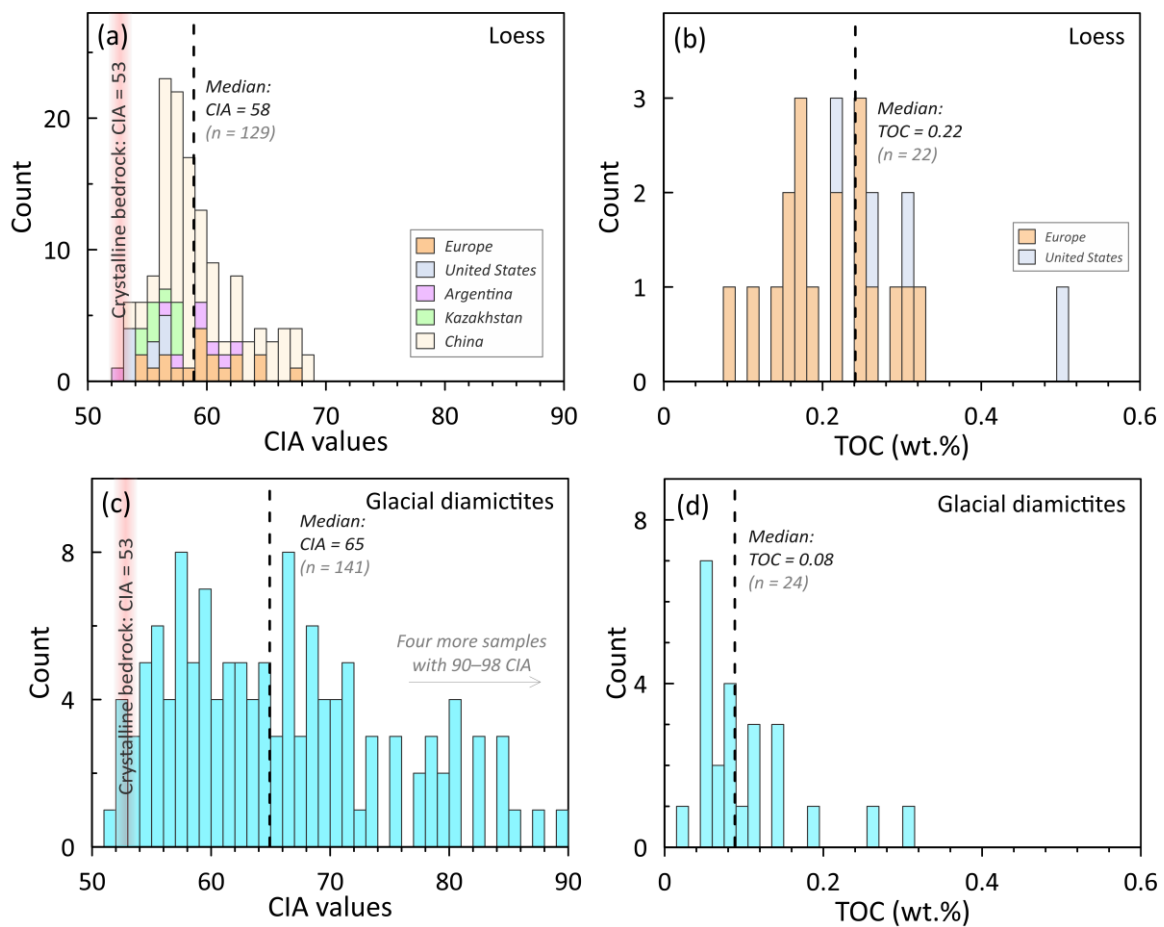 (a)
Loess
Crystalline bedrock: CIA = 53
Median:
CIA = 58
(n = 129)
Europe
United States
Argentina
Kazakhstan
China
Count
0
10
20
50
60
70
80
90
CIA values
(b)
Loess
Median:
TOC = 0.22
(n = 22)
Europe
United States
Count
0
1
2
3
0
0.2
0.4
0.6
TOC (wt.%)
(c)
Glacial diamictites
Crystalline bedrock: CIA = 53
Median:
CIA = 65
(n = 141)
Four more samples
with 90–98 CIA
Count
0
4
8
50
60
70
80
90
CIA values
(d)
Glacial diamictites
Median:
TOC = 0.08
(n = 24)
Count
0
4
8
0
0.2
0.4
0.6
TOC (wt.%)